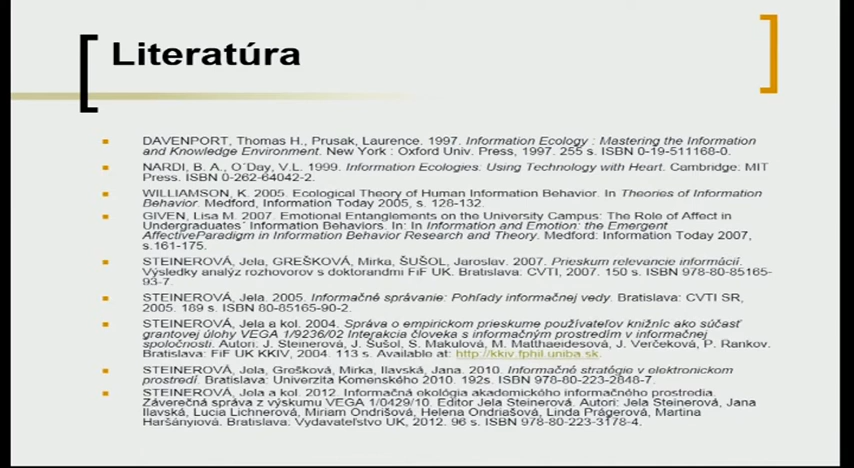 Literatúra
DAVENPORT, Thomas H., Prusak, Laurence. 1997. Information Ecology : Mastering the Information
and Knowledge Environment. New York : Oxford Univ. Press, 1997. 255 s. ISBN 0-19-511168-0.
NARDI, B. A., O´Day, V.L. 1999. Information Ecologies: Using Technology with Heart. Cambridge: MIT
Press. ISBN 0-262-64042-2.
WILLIAMSON, K. 2005. Ecological Theory of Human Information Behavior. In Theories of Information
Behavior. Medford, Information Today 2005, s. 128-132.
GIVEN, Lisa M. 2007. Emotional Entanglements on the University Campus: The Role of Affect in
Undergraduates´ Information Behaviors. In: In Information and Emotion: the Emergent
AffectiveParadigm in Information Behavior Research and Theory. Medford: Information Today 2007,
s.161-175.
STEINEROVÁ, Jela, GREŠKOVÁ, Mirka, ŠUŠOL, Jaroslav. 2007. Prieskum relevancie informácií.
Výsledky analýz rozhovorov s doktorandmi FiF UK. Bratislava: CVTI, 2007. 150 s. ISBN 978-80-85165-
93-7.
STEINEROVÁ, Jela. 2005. Informačné správanie: Pohľady informačnej vedy. Bratislava: CVTI SR,
2005. 189 s. ISBN 80-85165-90-2.
STEINEROVÁ, Jela a kol. 2004. Správa o empirickom prieskume používateľov knižníc ako súčasť
grantovej úlohy VEGA 1/9236/02 Interakcia človeka s informačným prostredím v informačnej
spoločnosti. Autori: J. Steinerová, J. Šušol, S. Makulová, M. Matthaeidesová, J. Verčeková, P. Rankov.
Bratislava: FiF UK KKIV, 2004. 113 s. Available at: http://kkiv.fphil.uniba.sk.
STEINEROVÁ, Jela, Grešková, Mirka, Ilavská, Jana. 2010. Informačné stratégie v elektronickom
prostredí. Bratislava: Univerzita Komenského 2010. 192s. ISBN 978-80-223-2848-7.
STEINEROVÁ, Jela a kol. 2012. Informačná ekológia akademického informačného prostredia.
Záverečná správa z výskumu VEGA 1/0429/10. Editor Jela Steinerová. Autori: Jela Steinerová, Jana
Ilavská, Lucia Lichnerová, Miriam Ondrišová, Helena Ondriašová, Linda Prágerová, Martina
Haršányiová. Bratislava: Vydavateľstvo UK, 2012. 96 s. ISBN 978-80-223-3178-4.